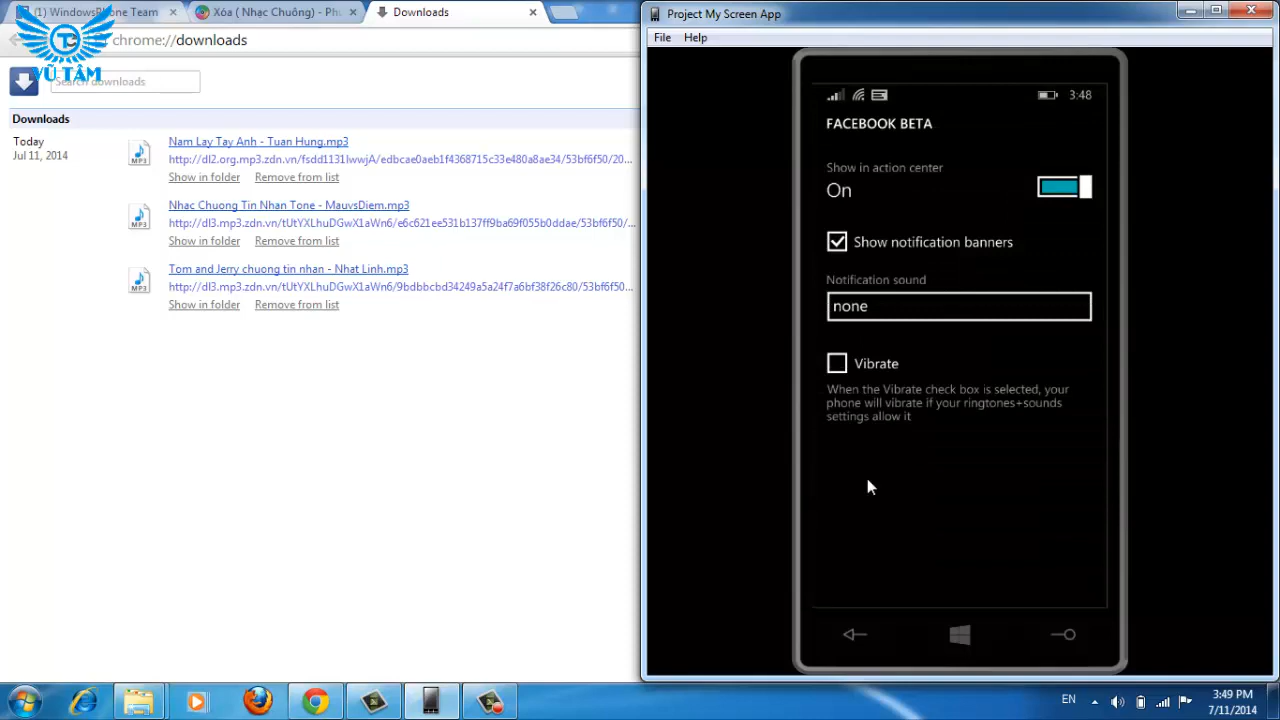 (1) WindowsPhone Team
Xóa ( Nhạc Chuông) - Ph
Downloads
chrome://downloads
VŨ TÂM
Search downloads
Downloads
Today
Jul 11, 2014
Nam Lay Tay Anh - Tuan Hung.mp3
http://dl2.org.mp3.zdn.vn/fsdd1131lwwjA/edbcae0aeb1f4368715c33e480a8ae34/53bf6f50/20...
Show in folder Remove from list
Nhac Chuong Tin Nhan Tone - MauvsDiem.mp3
http://dl3.mp3.zdn.vn/tUtYXLhuDGwX1aWn6/e6c621ee531b137ff9ba69f055b0ddae/53bf6f50/...
Show in folder Remove from list
Tom and Jerry chuong tin nhan - Nhat Linh.mp3
http://dl3.mp3.zdn.vn/tUtYXLhuDGwX1aWn6/9bdbbcbd34249a5a24f7a6bf38f26c80/53bf6f50...
Show in folder Remove from list
Project My Screen App
File Help
3:48
FACEBOOK BETA
Show in action center
On
Show notification banners
Notification sound
none
Vibrate
When the Vibrate check box is selected, your
phone will vibrate if your ringtones+sounds
settings allow it
EN
3:49 PM
7/11/2014